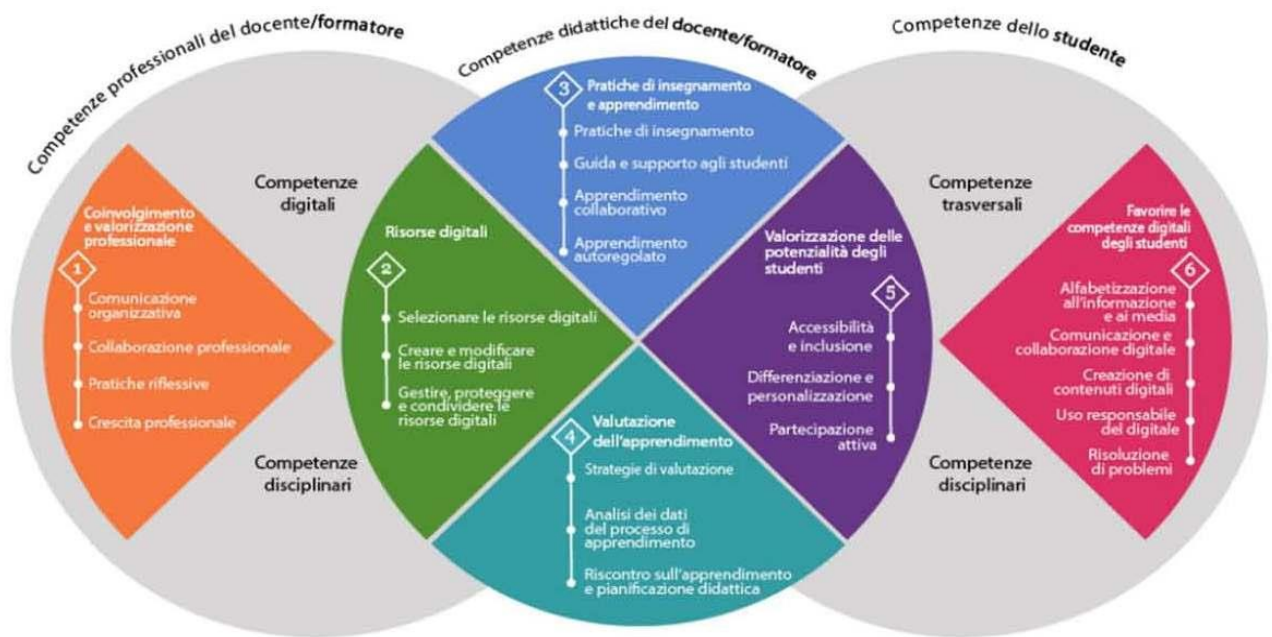 Competenze professionali del docente/formatore
Competenze didattiche del docente/formatore
Competenze dello studente
Competenze
digitali
Competenze
disciplinari
Coinvolgimento
e valorizzazione
professionale
1
Comunicazione
organizzativa
Collaborazione professionale
Pratiche riflessive
Crescita professionale
Risorse digitali
2
Selezionare le risorse digitali
Creare e modificare
le risorse digitali
Gestire, proteggere
e condividere le
risorse digitali
3
Pratiche di insegnamento
e apprendimento
Pratiche di insegnamento
Guida e supporto agli studenti
Apprendimento
collaborativo
Apprendimento
autoregolato
4
Valutazione
dell'apprendimento
Strategie di valutazione
Analisi dei dati
del processo di
apprendimento
Riscontro sull'apprendimento
e pianificazione didattica
Valorizzazione delle
potenzialità degli
studenti
5
Accessibilità
e inclusione
Differenziazione e
personalizzazione
Partecipazione
attiva
Competenze
trasversali
Competenze
disciplinari
Favorire le
competenze digitali
degli studenti
6
Alfabetizzazione
all'informazione
e ai media
Comunicazione e
collaborazione digitale
Creazione di
contenuti digitali
Uso responsabile
del digitale
Risoluzione
di problemi